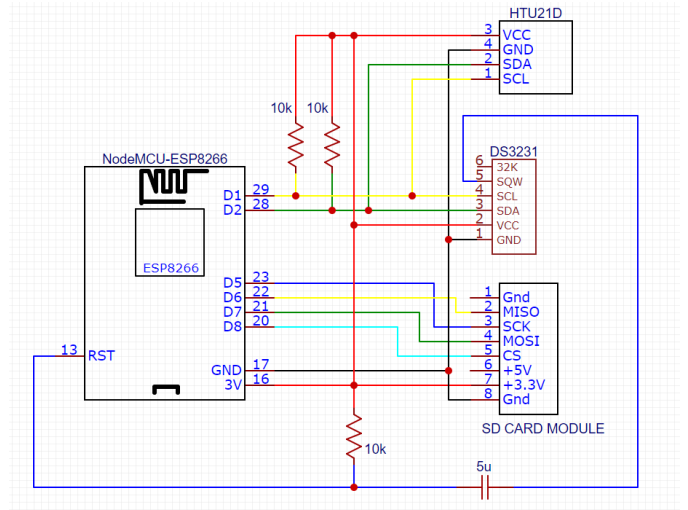 HTU21D
3 VCC
4 GND
2 SDA
1 SCL
10k 10k
NodeMCU-ESP8266
DS3231
6 32K
5 SQW
4 SCL
3 SDA
2 VCC
1 GND
D1 29
D2 28
ESP8266
D5 23
D6 22
D7 21
D8 20
1 Gnd
2 MISO
3 SCK
4 MOSI
5 CS
6 +5V
7 +3.3V
8 Gnd
13 RST
GND 17
3V 16
SD CARD MODULE
10k
5u